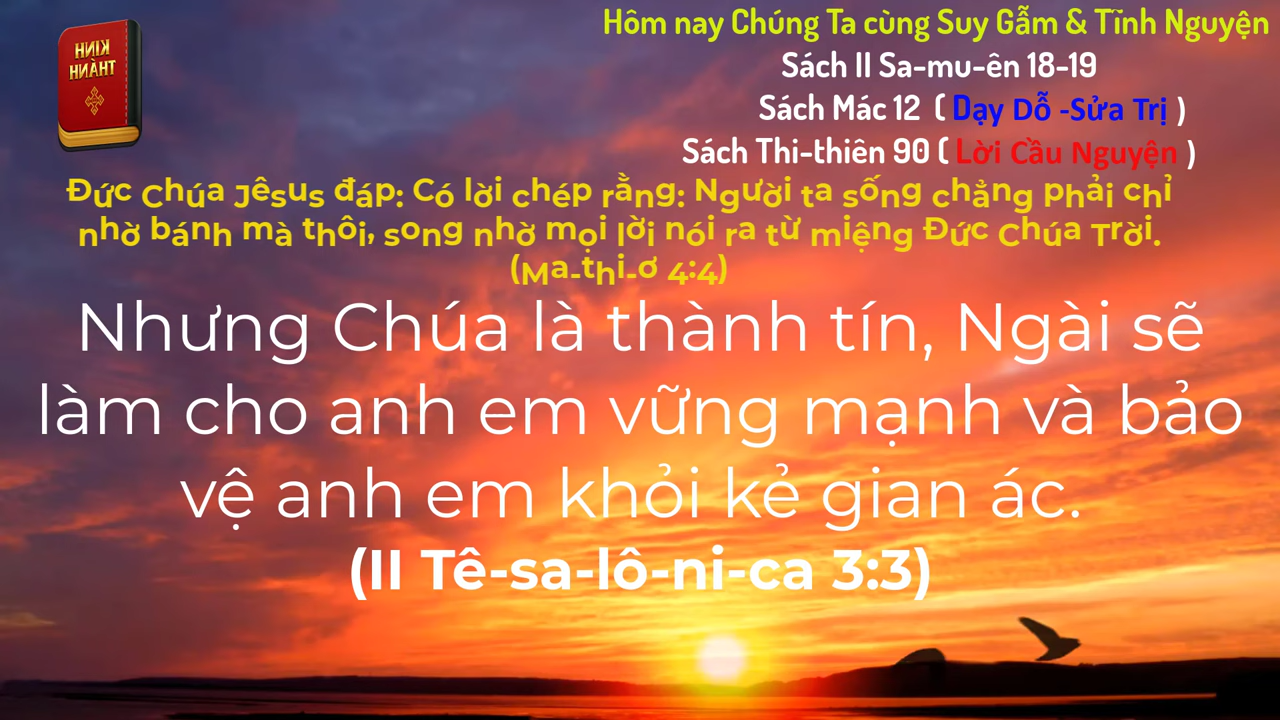 KINH
THÀNH
Hôm nay Chúng Ta cùng Suy Gẫm & Tĩnh Nguyện
Sách II Sa-mu-ên 18-19
Sách Mác 12 ( Dạy Dỗ -Sửa Trị )
Sách Thi-thiên 90 ( Lời Cầu Nguyện )
Đức Chúa Jêsus đáp: Có lời chép rằng: Người ta sống chẳng phải chỉ
nhờ bánh mà thôi, song nhờ mọi lời nói ra từ miệng Đức Chúa Trời.
(Ma-thi-ơ 4:4)
Nhưng Chúa là thành tín, Ngài sẽ
làm cho anh em vững mạnh và bảo
vệ anh em khỏi kẻ gian ác.
(II Tê-sa-lô-ni-ca 3:3)